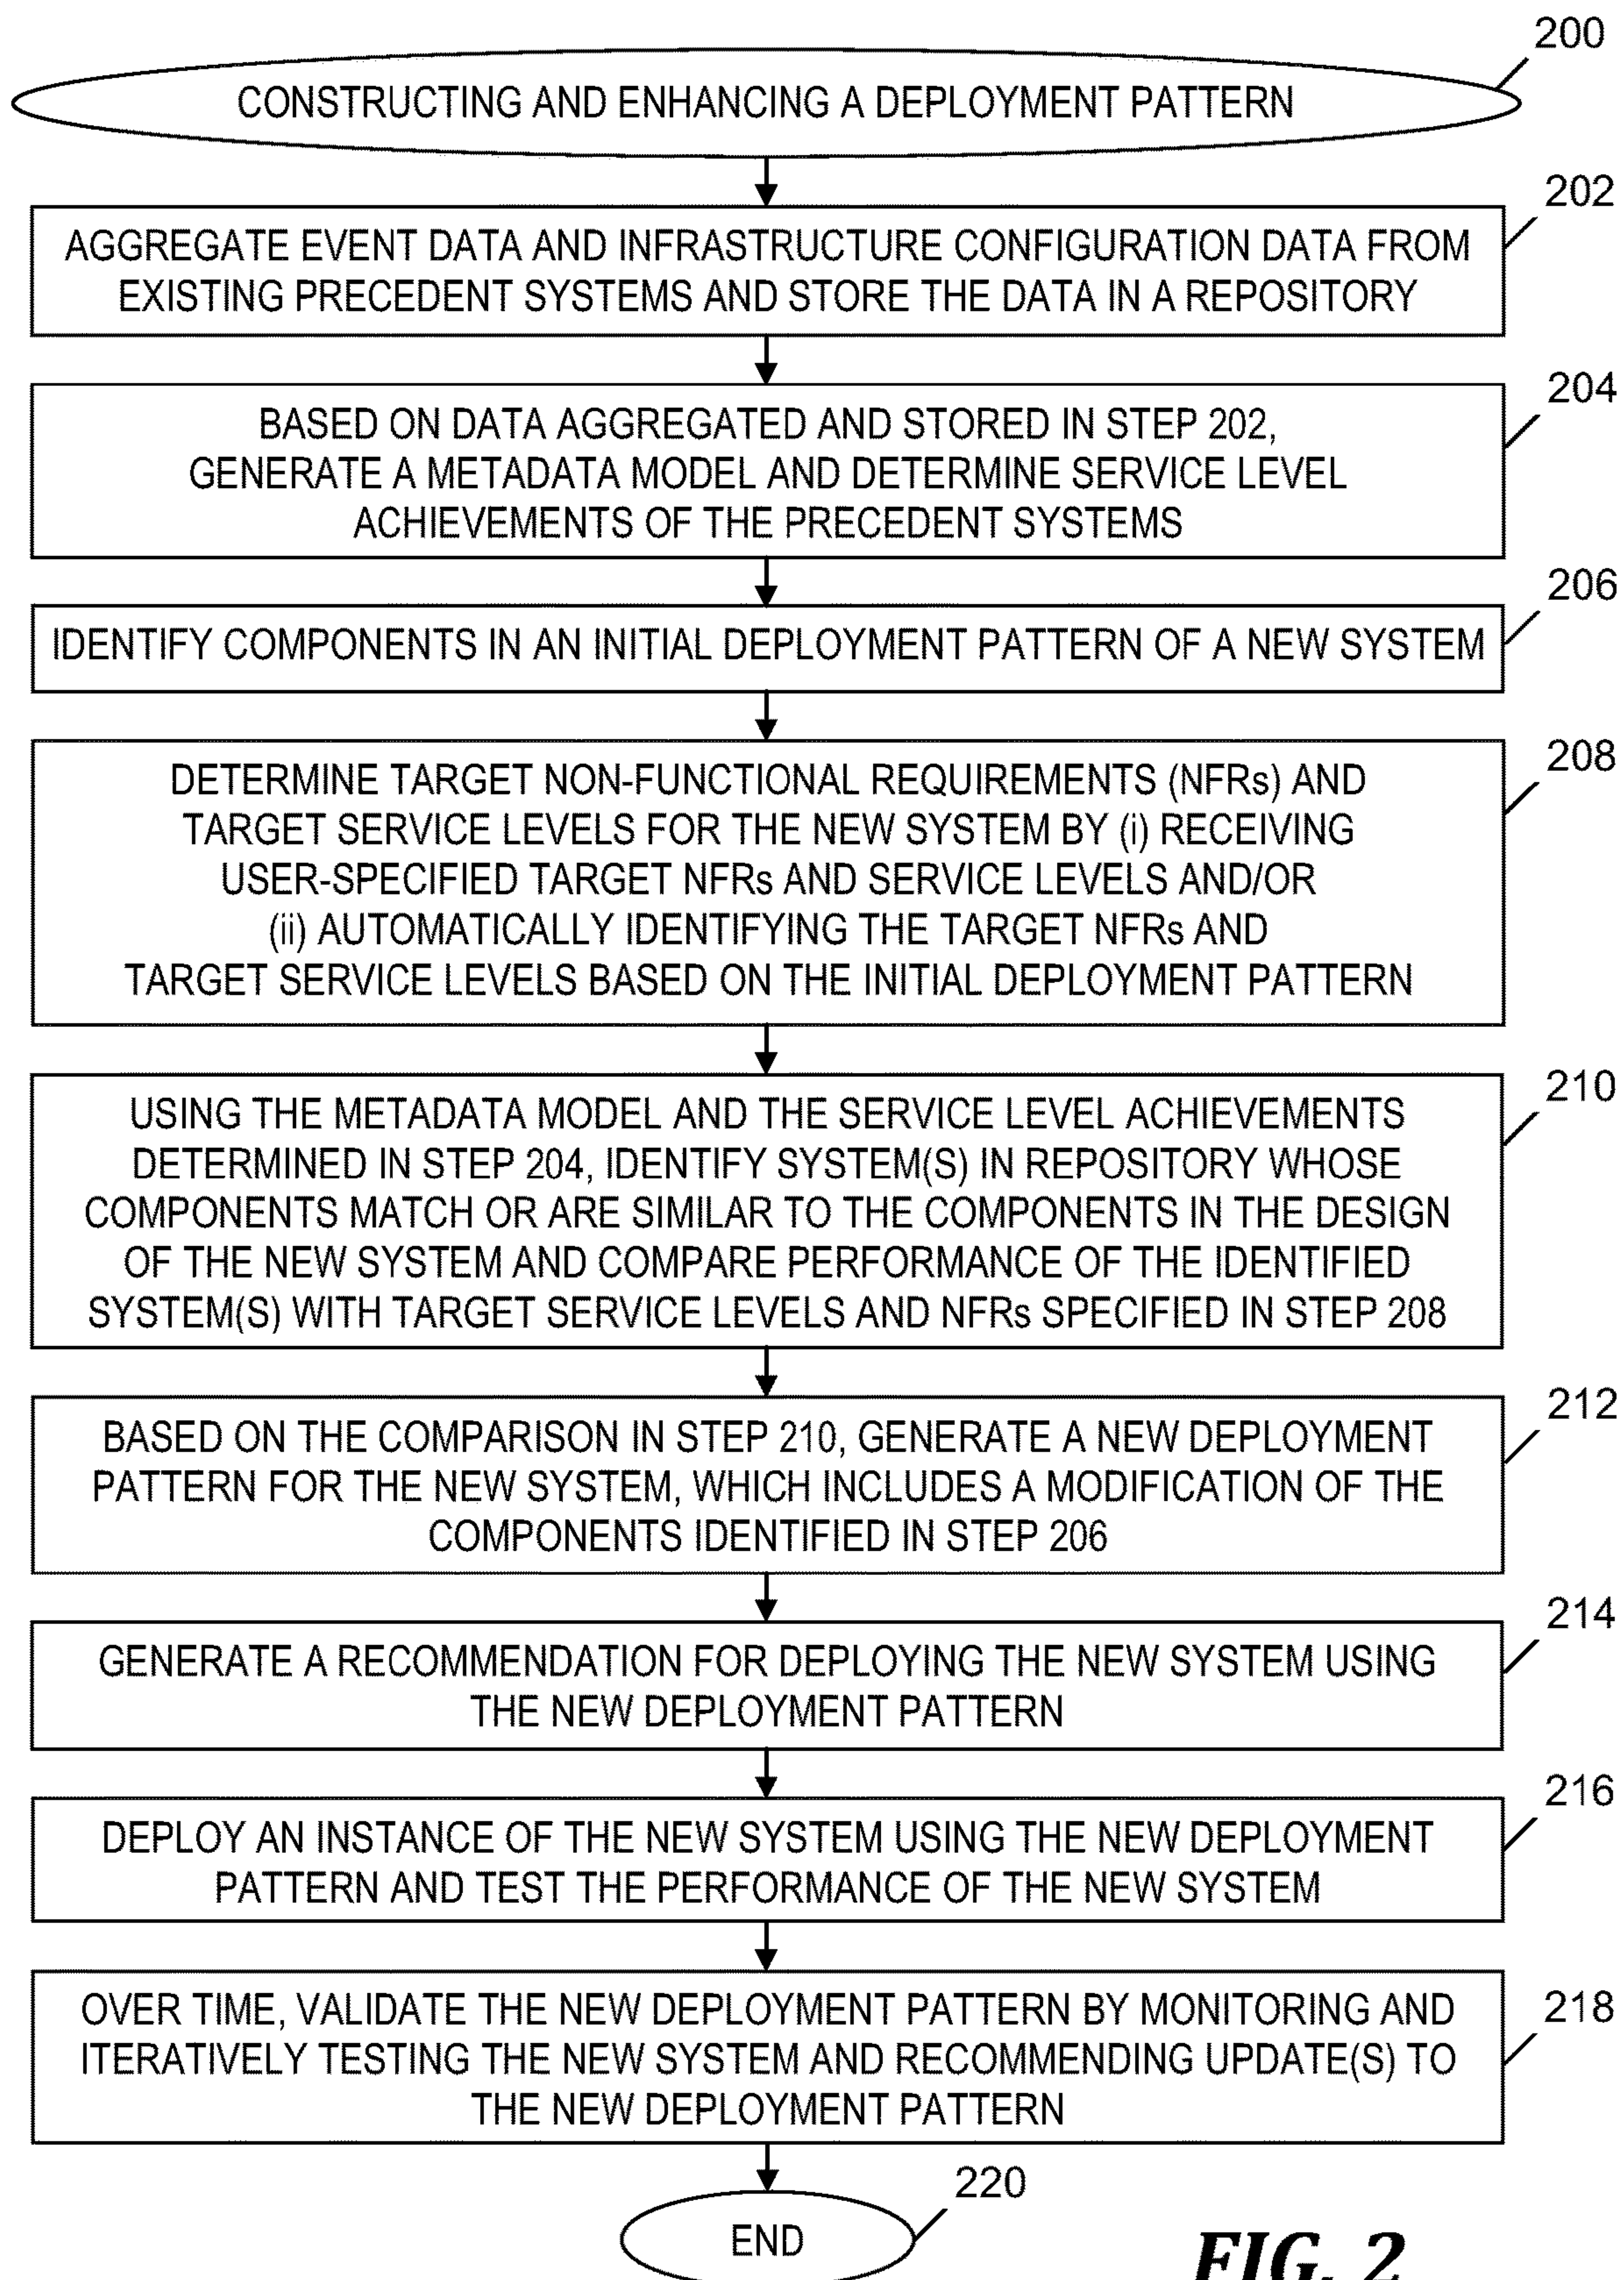 200
CONSTRUCTING AND ENHANCING A DEPLOYMENT PATTERN
202
AGGREGATE EVENT DATA AND INFRASTRUCTURE CONFIGURATION DATA FROM
EXISTING PRECEDENT SYSTEMS AND STORE THE DATA IN A REPOSITORY
204
BASED ON DATA AGGREGATED AND STORED IN STEP 202,
GENERATE A METADATA MODEL AND DETERMINE SERVICE LEVEL
ACHIEVEMENTS OF THE PRECEDENT SYSTEMS
206
IDENTIFY COMPONENTS IN AN INITIAL DEPLOYMENT PATTERN OF A NEW SYSTEM
208
DETERMINE TARGET NON-FUNCTIONAL REQUIREMENTS (NFRs) AND
TARGET SERVICE LEVELS FOR THE NEW SYSTEM BY (i) RECEIVING
USER-SPECIFIED TARGET NFRs AND SERVICE LEVELS AND/OR
(ii) AUTOMATICALLY IDENTIFYING THE TARGET NFRs AND
TARGET SERVICE LEVELS BASED ON THE INITIAL DEPLOYMENT PATTERN
210
USING THE METADATA MODEL AND THE SERVICE LEVEL ACHIEVEMENTS
DETERMINED IN STEP 204, IDENTIFY SYSTEM(S) IN REPOSITORY WHOSE
COMPONENTS MATCH OR ARE SIMILAR TO THE COMPONENTS IN THE DESIGN
OF THE NEW SYSTEM AND COMPARE PERFORMANCE OF THE IDENTIFIED
SYSTEM(S) WITH TARGET SERVICE LEVELS AND NFRs SPECIFIED IN STEP 208
212
BASED ON THE COMPARISON IN STEP 210, GENERATE A NEW DEPLOYMENT
PATTERN FOR THE NEW SYSTEM, WHICH INCLUDES A MODIFICATION OF THE
COMPONENTS IDENTIFIED IN STEP 206
214
GENERATE A RECOMMENDATION FOR DEPLOYING THE NEW SYSTEM USING
THE NEW DEPLOYMENT PATTERN
216
DEPLOY AN INSTANCE OF THE NEW SYSTEM USING THE NEW DEPLOYMENT
PATTERN AND TEST THE PERFORMANCE OF THE NEW SYSTEM
218
OVER TIME, VALIDATE THE NEW DEPLOYMENT PATTERN BY MONITORING AND
ITERATIVELY TESTING THE NEW SYSTEM AND RECOMMENDING UPDATE(S) TO
THE NEW DEPLOYMENT PATTERN
220
END
FIG. 2